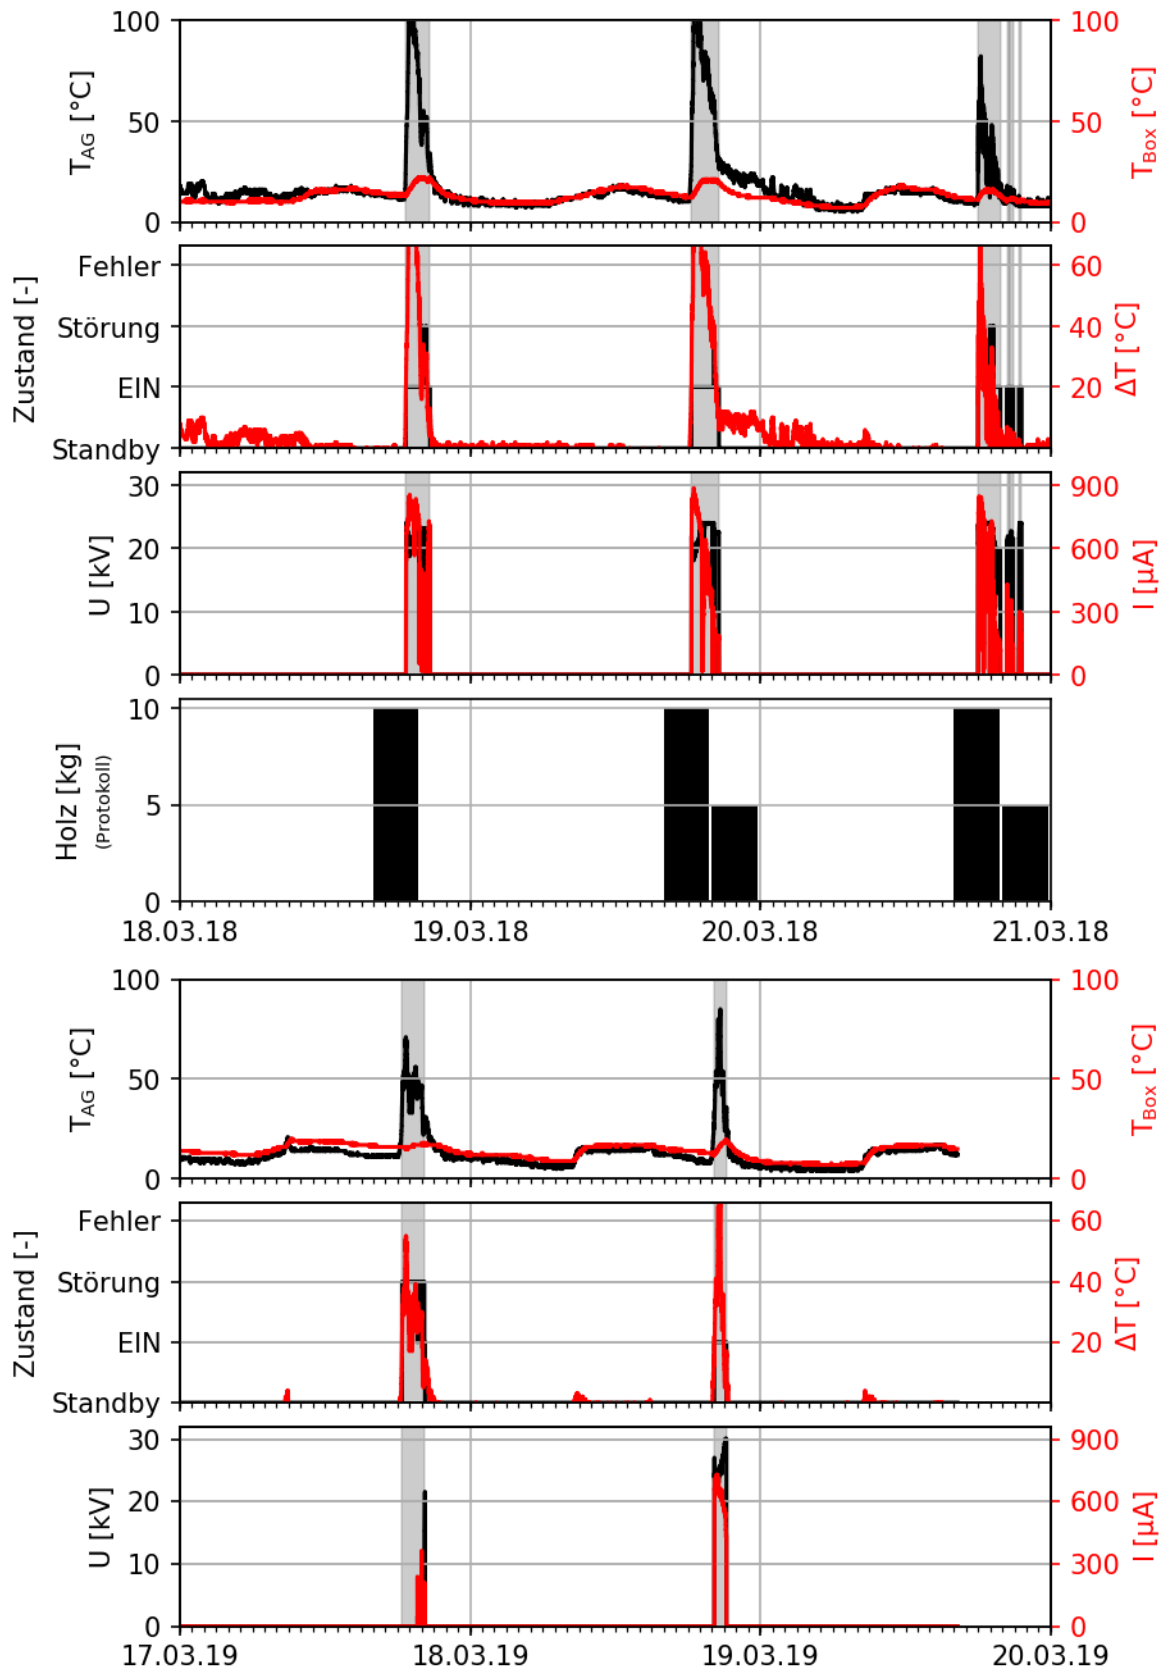 100
50
0
T_AG [°C]
100
50
0
T_Box [°C]
Fehler
Störung
EIN
Standby
Zustand [-]
60
40
20
ΔT [°C]
30
20
10
0
U [kV]
900
600
300
0
I [µA]
10
5
0
Holz [kg]
(Protokoll)
18.03.18 19.03.18 20.03.18 21.03.18
100
50
0
T_AG [°C]
100
50
0
T_Box [°C]
Fehler
Störung
EIN
Standby
Zustand [-]
60
40
20
ΔT [°C]
30
20
10
0
U [kV]
900
600
300
0
I [µA]
17.03.19 18.03.19 19.03.19 20.03.19